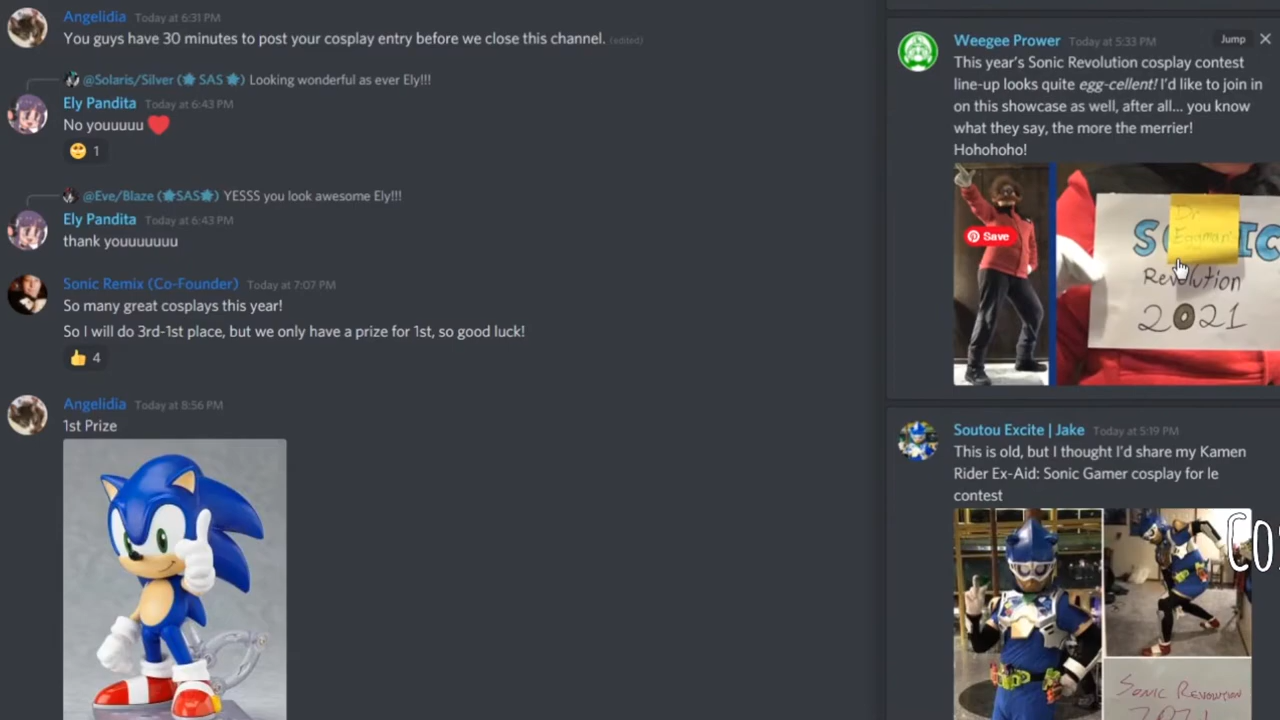 Angelidia Today at 6:31 PM
You guys have 30 minutes to post your cosplay entry before we close this channel. (edited)
@Solaris/Silver (★ SAS ★) Looking wonderful as ever Ely!!!
Ely Pandita Today at 6:43 PM
No youuuuu
1
@Eve/Blaze (★SAS★) YESSS you look awesome Ely!!!
Ely Pandita Today at 6:43 PM
thank youuuuuuu
Sonic Remix (Co-Founder) Today at 7:07 PM
So many great cosplays this year!
So I will do 3rd-1st place, but we only have a prize for 1st, so good luck!
4
Angelidia Today at 8:56 PM
1st Prize
Weegee Prower Today at 5:33 PM Jump
This year's Sonic Revolution cosplay contest
line-up looks quite egg-cellent! I'd like to join in
on this showcase as well, after all... you know
what they say, the more the merrier!
Hohohoho!
Save
Dr
Eggman's
Revolution
2021
Soutou Excite | Jake Today at 5:19 PM
This is old, but I thought I'd share my Kamen
Rider Ex-Aid: Sonic Gamer cosplay for le
contest
Sonic Revolution
2021